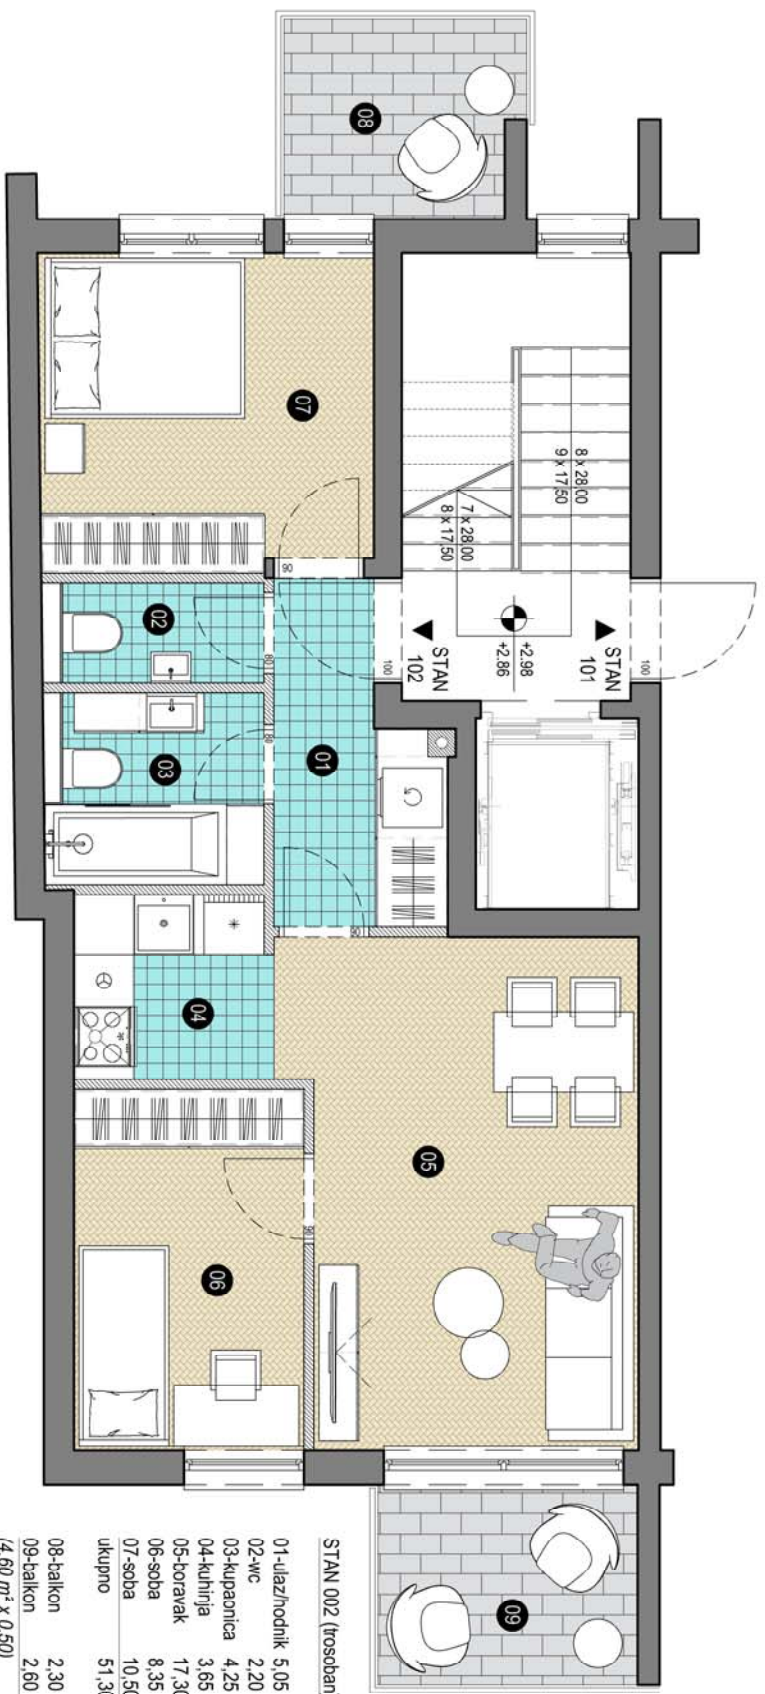 08
07
8 x 28,00
9 x 17,50
7 x 28,00
8 x 17,50
90
+2.98
+2.86
STAN
101
STAN
102
100
100
02
80
03
80
01
90
04
05
06
90
09
STAN 002 (trosoban
01-ulaz/hodnik 5,05
02-wc 2,20
03-kupaonica 4,25
04-kuhinja 3,65
05-boravak 17,30
06-soba 8,35
07-soba 10,50
ukupno 51,30
08-balkon 2,30
09-balkon 2,60
(4,60 m² x 0,50)